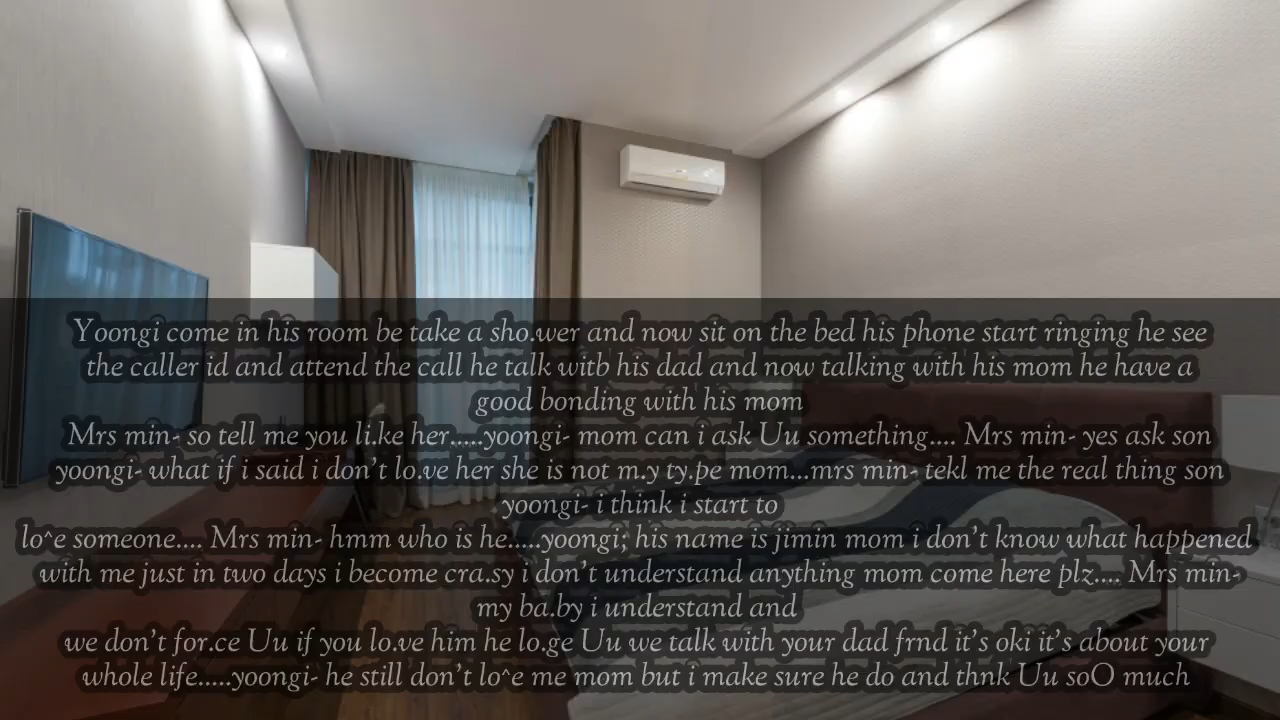 Yoongi come in his room be take a sho.wer and now sit on the bed his phone start ringing he see
the caller id and attend the call he talk witb his dad and now talking with his mom he have a
good bonding with his mom
Mrs min- so tell me you li.ke her.....yoongi- mom can i ask Uu something.... Mrs min- yes ask son
yoongi- what if i said i don't lo.ve her she is not m.y ty.pe mom...mrs min- tekl me the real thing son
yoongi- i think i start to
lo^e someone.... Mrs min- hmm who is he.....yoongi; his name is jimin mom i don't know what happened
with me just in two days i become cra.sy i don't understand anything mom come here plz.... Mrs min-
my ba.by i understand and
we don't for.ce Uu if you lo.ve him he lo.ge Uu we talk with your dad frnd it's oki it's about your
whole life.....yoongi- he still don't lo^e me mom but i make sure he do and thnk Uu soO much